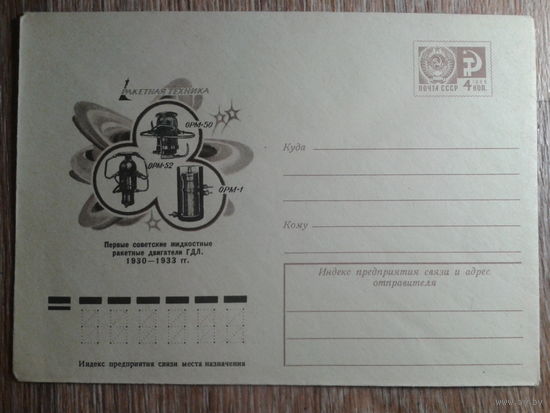 РАКЕТНАЯ ТЕХНИКА
ОРМ-50
ОРМ-52
ОРМ-1
Первые советские жидкостные
ракетные двигатели ГДЛ.
1930—1933 гг.
ПОЧТА СССР 4 КОП.
Куда
Кому
Индекс предприятия связи и адрес
отправителя
Индекс предприятия связи места назначения